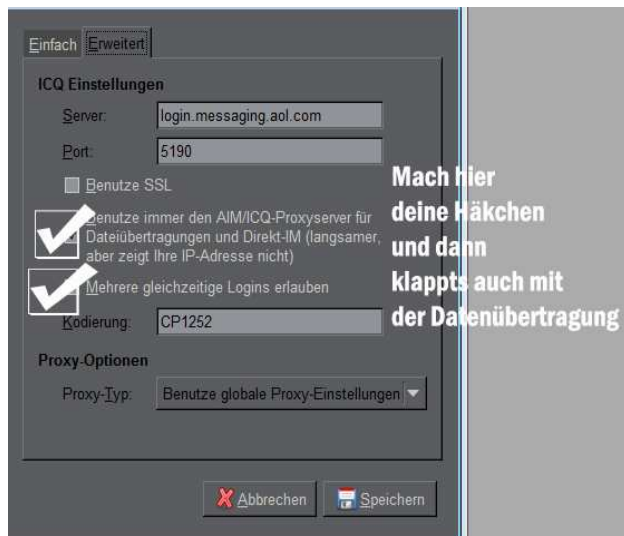 Einfach Erweitert
ICQ Einstellungen
Server: login.messaging.aol.com
Port: 5190
Benutze SSL
Benutze immer den AIM/ICQ-Proxyserver für
Dateiübertragungen und Direkt-IM (langsamer,
aber zeigt Ihre IP-Adresse nicht)
Mehrere gleichzeitige Logins erlauben
Kodierung: CP1252
Mach hier
deine Häkchen
und dann
klappts auch mit
der Datenübertragung
Proxy-Optionen
Proxy-Typ: Benutze globale Proxy-Einstellungen
Abbrechen Speichern